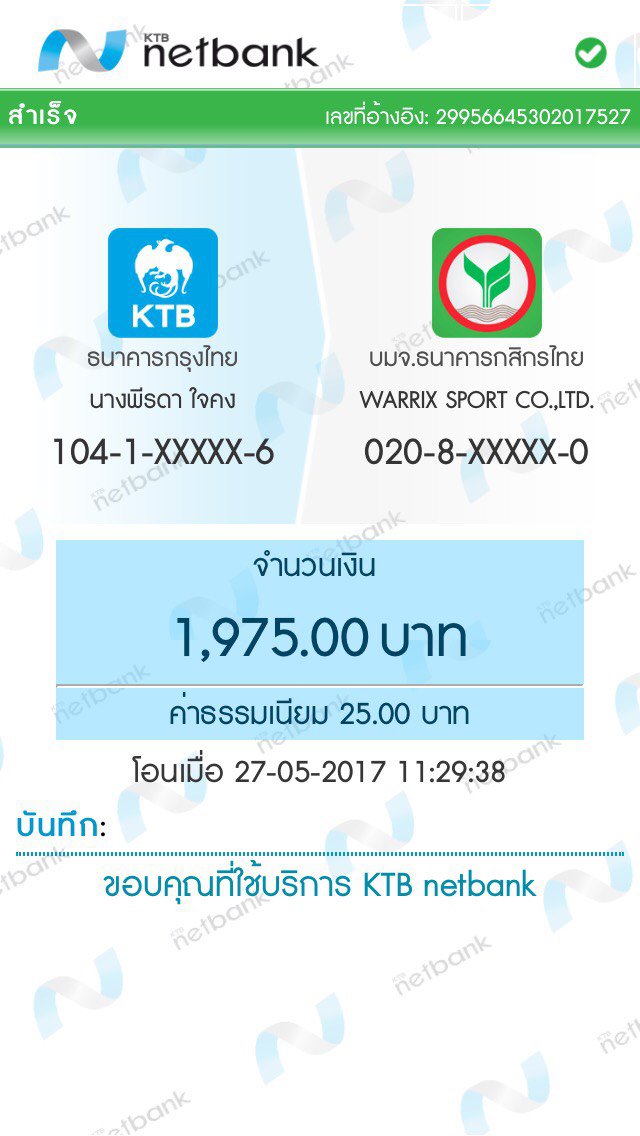 KTB
netbank
สำเร็จ
เลขที่อ้างอิง: 29956645302017527
KTB
ธนาคารกรุงไทย
นางพีรดา ใจคง
104-1-XXXXX-6
บมจ.ธนาคารกสิกรไทย
WARRIX SPORT CO.,LTD.
020-8-XXXXX-0
จำนวนเงิน
1,975.00 บาท
ค่าธรรมเนียม 25.00 บาท
โอนเมื่อ 27-05-2017 11:29:38
บันทึก:
ขอบคุณที่ใช้บริการ KTB netbank